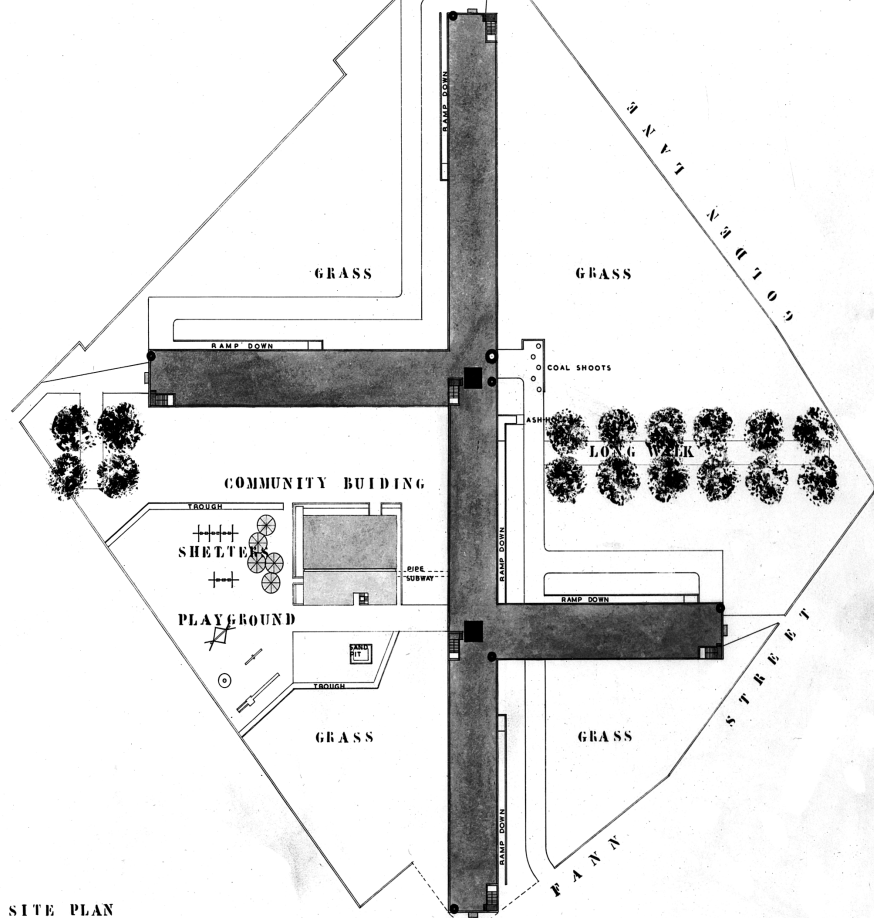 RAMP DOWN
GOLDEN LANE
GRASS
GRASS
RAMP DOWN
COAL SHOOTS
LONG WALK
COMMUNITY BUIDING
TROUGH
SHELTERS
RAMP DOWN
PIPE
SUBWAY
RAMP DOWN
PLAYGROUND
SAND
PIT
TROUGH
GRASS
GRASS
RAMP DOWN
FANN STREET
SITE PLAN